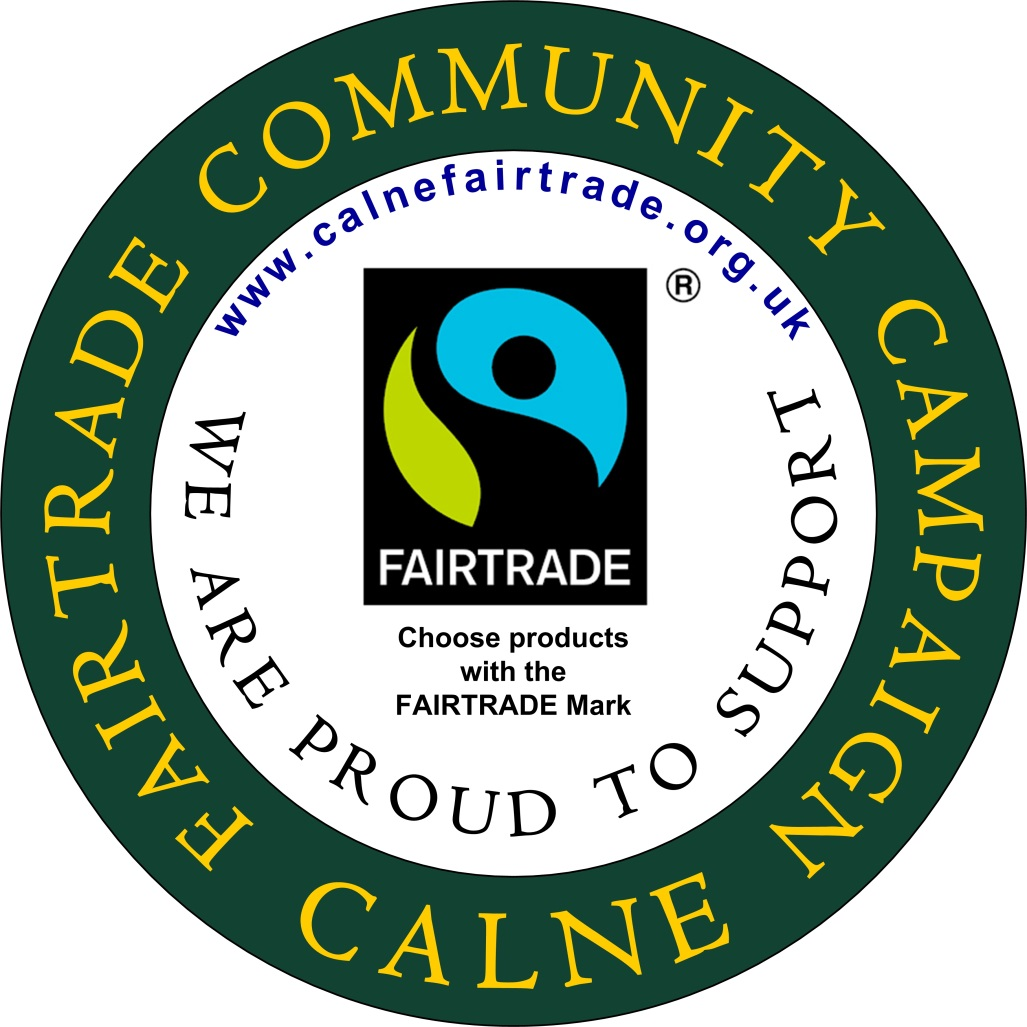 FAIRTRADE COMMUNITY CAMPAIGN
CALNE
www.calnefairtrade.org.uk
®
FAIRTRADE
Choose products
with the
FAIRTRADE Mark
WE ARE PROUD TO SUPPORT